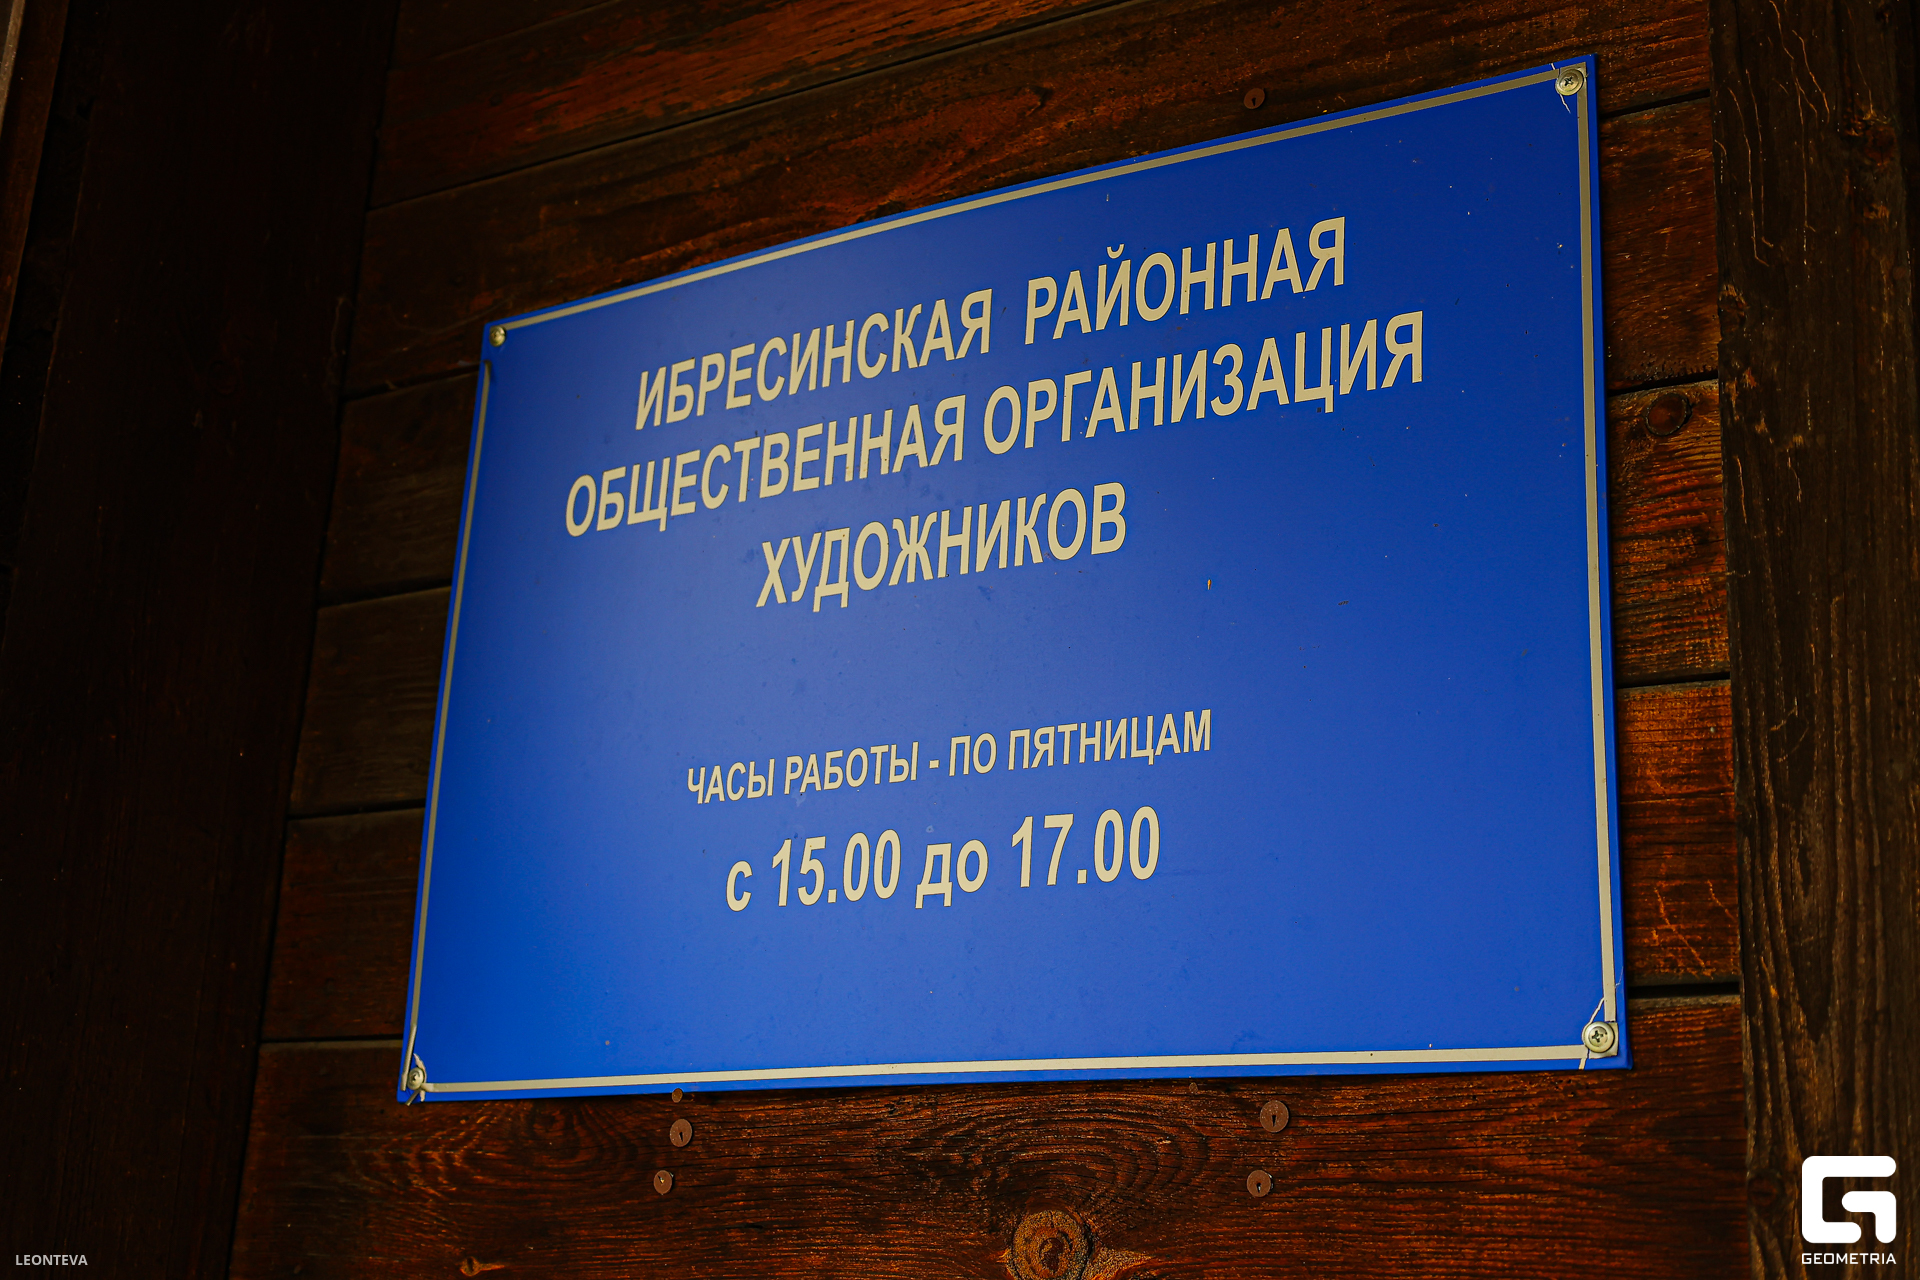 ИБРЕСИНСКАЯ РАЙОННАЯ
ОБЩЕСТВЕННАЯ ОРГАНИЗАЦИЯ
ХУДОЖНИКОВ
ЧАСЫ РАБОТЫ - ПО ПЯТНИЦАМ
с 15.00 до 17.00
LEONTEVA
GEOMETRIA